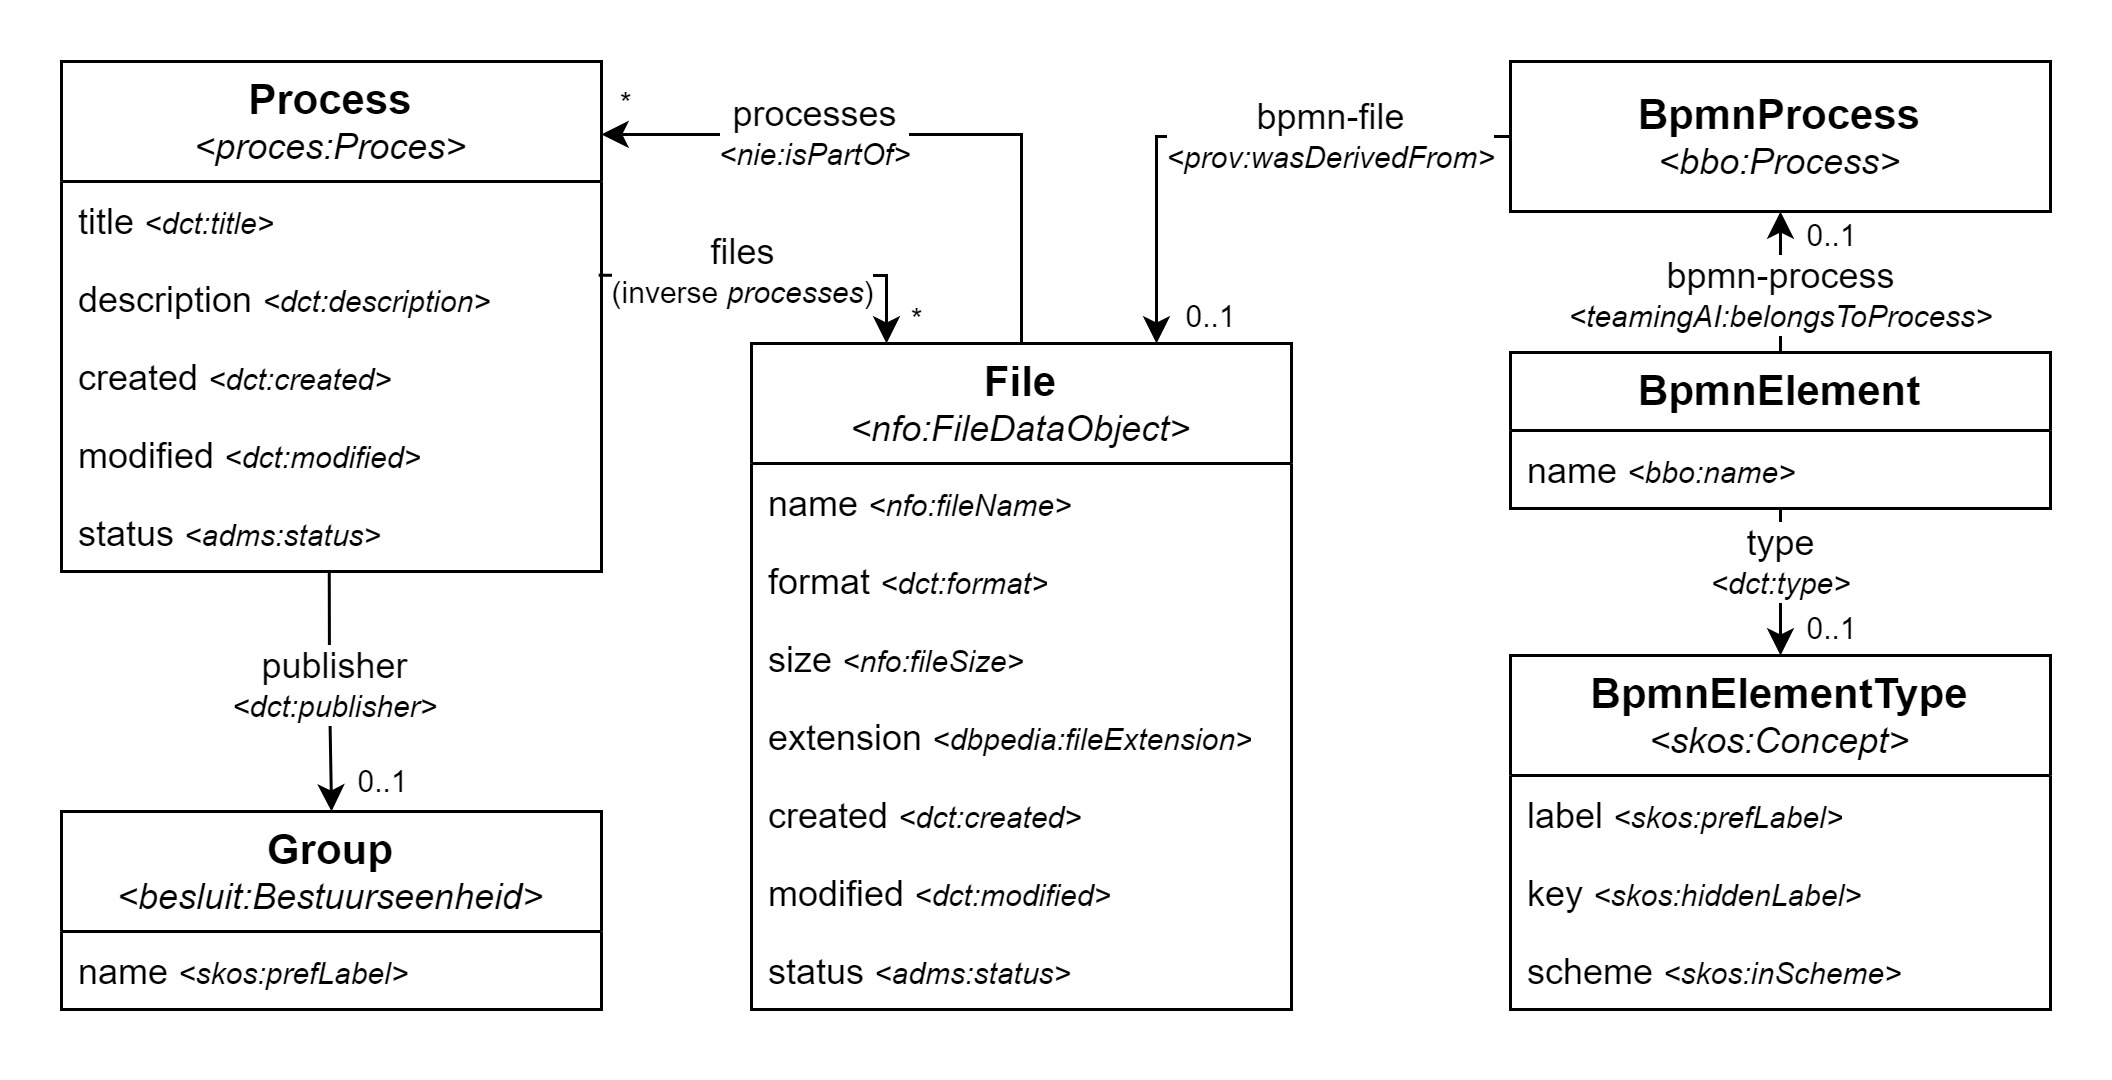 Process
<proces:Proces>
title <dct:title>
description <dct:description>
created <dct:created>
modified <dct:modified>
status <adms:status>
*
processes
<nie:isPartOf>
files
(inverse processes)
*
publisher
<dct:publisher>
0..1
Group
<besluit:Bestuurseenheid>
name <skos:prefLabel>
bpmn-file
<prov:wasDerivedFrom>
0..1
File
<nfo:FileDataObject>
name <nfo:fileName>
format <dct:format>
size <nfo:fileSize>
extension <dbpedia:fileExtension>
created <dct:created>
modified <dct:modified>
status <adms:status>
BpmnProcess
<bbo:Process>
0..1
bpmn-process
<teamingAI:belongsToProcess>
BpmnElement
name <bbo:name>
type
<dct:type>
0..1
BpmnElementType
<skos:Concept>
label <skos:prefLabel>
key <skos:hiddenLabel>
scheme <skos:inScheme>